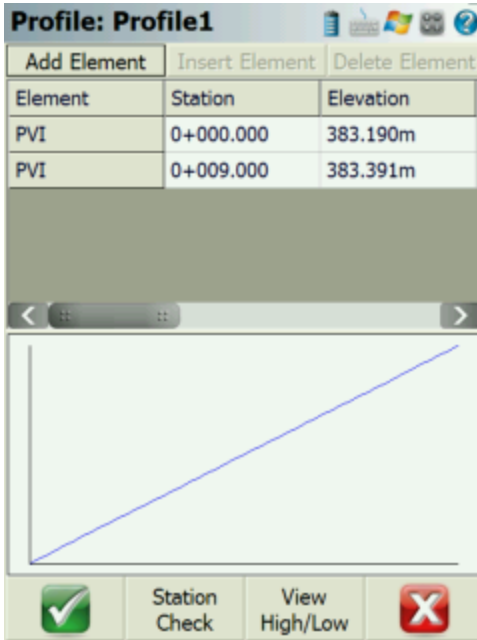 Profile: Profile1
Add Element Insert Element Delete Element
Element Station Elevation
PVI 0+000.000 383.190m
PVI 0+009.000 383.391m
Station Check View High/Low